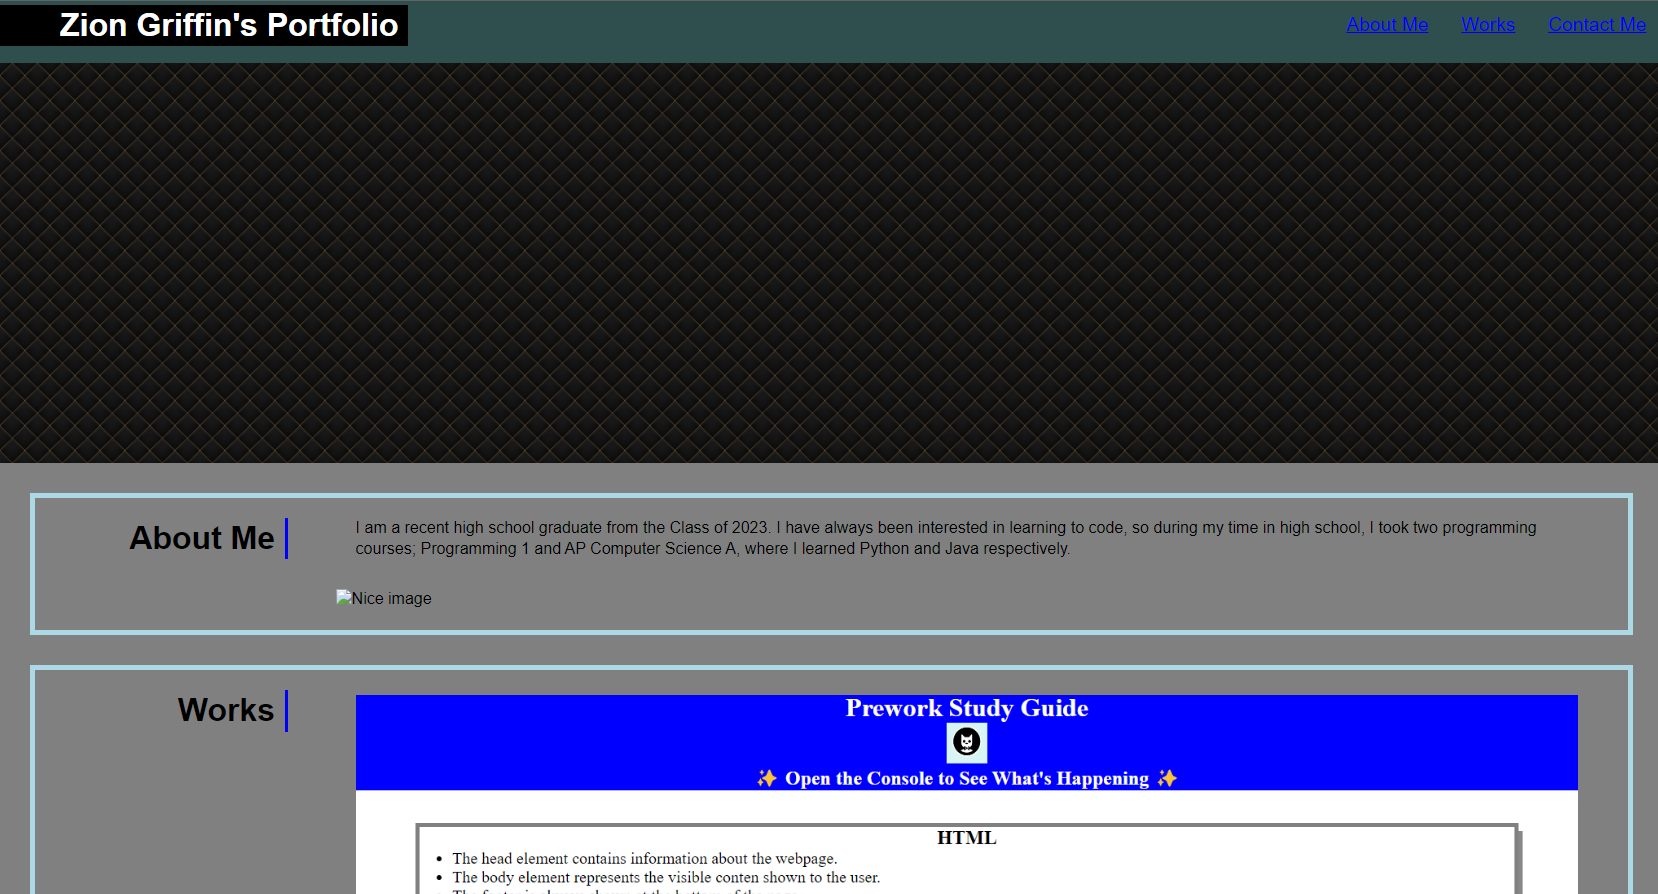 Zion Griffin's Portfolio
About Me Works Contact Me
About Me
I am a recent high school graduate from the Class of 2023. I have always been interested in learning to code, so during my time in high school, I took two programming
courses; Programming 1 and AP Computer Science A, where I learned Python and Java respectively.
Nice image
Works
Prework Study Guide
✨ Open the Console to See What's Happening ✨
HTML
• The head element contains information about the webpage.
• The body element represents the visible conten shown to the user.